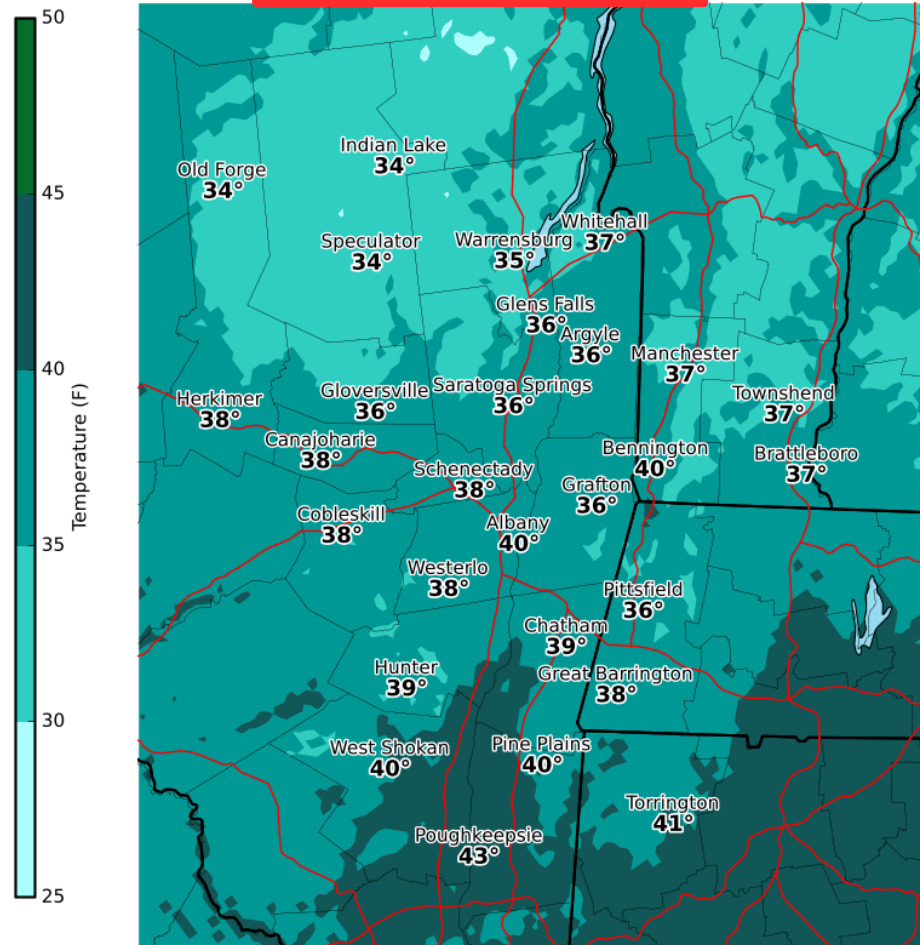 50
45
40
35
30
25
Temperature (F)
Indian Lake
34°
Old Forge
34°
Whitehall
37°
Speculator
34°
Warrensburg
35°
Glens Falls
36°
Argyle
36°
Manchester
37°
Gloversville
36°
Saratoga Springs
36°
Townshend
37°
Herkimer
38°
Canajoharie
38°
Bennington
40°
Brattleboro
37°
Schenectady
38°
Grafton
36°
Cobleskill
38°
Albany
40°
Westerlo
38°
Pittsfield
36°
Chatham
39°
Hunter
39°
Great Barrington
38°
West Shokan
40°
Pine Plains
40°
Torrington
41°
Poughkeepsie
43°